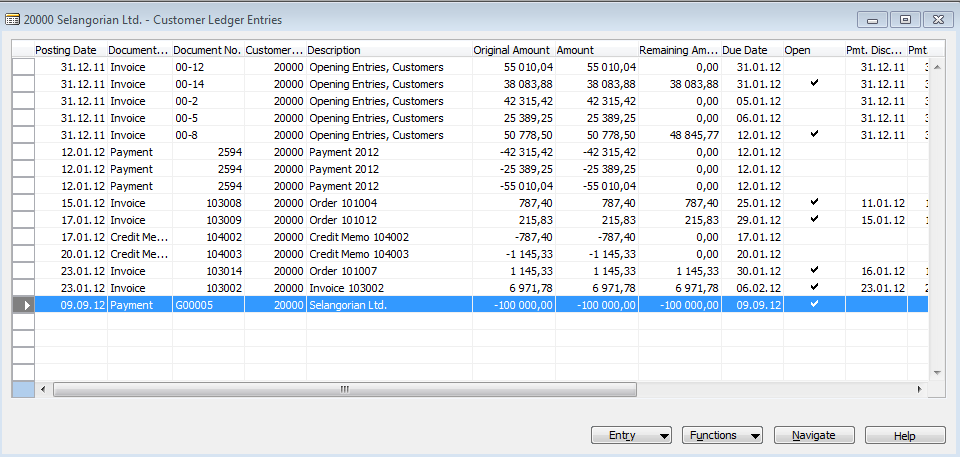 20000 Selangorian Ltd. - Customer Ledger Entries
Posting Date Document... Document No. Customer... Description Original Amount Amount Remaining Am... Due Date Open Pmt. Disc... Pmt.
31.12.11 Invoice 00-12 20000 Opening Entries, Customers 55 010,04 55 010,04 0,00 31.01.12 31.12.11 3
31.12.11 Invoice 00-14 20000 Opening Entries, Customers 38 083,88 38 083,88 38 083,88 31.01.12 ✔ 31.12.11 3
31.12.11 Invoice 00-2 20000 Opening Entries, Customers 42 315,42 42 315,42 0,00 05.01.12 31.12.11 3
31.12.11 Invoice 00-5 20000 Opening Entries, Customers 25 389,25 25 389,25 0,00 06.01.12 31.12.11 3
31.12.11 Invoice 00-8 20000 Opening Entries, Customers 50 778,50 50 778,50 48 845,77 12.01.12 ✔ 31.12.11 3
12.01.12 Payment 2594 20000 Payment 2012 -42 315,42 -42 315,42 0,00 12.01.12
12.01.12 Payment 2594 20000 Payment 2012 -25 389,25 -25 389,25 0,00 12.01.12
12.01.12 Payment 2594 20000 Payment 2012 -55 010,04 -55 010,04 0,00 12.01.12
15.01.12 Invoice 103008 20000 Order 101004 787,40 787,40 787,40 25.01.12 ✔ 11.01.12
17.01.12 Invoice 103009 20000 Order 101012 215,83 215,83 215,83 29.01.12 ✔ 15.01.12
17.01.12 Credit Me... 104002 20000 Credit Memo 104002 -787,40 -787,40 0,00 17.01.12
20.01.12 Credit Me... 104003 20000 Credit Memo 104003 -1 145,33 -1 145,33 0,00 20.01.12
23.01.12 Invoice 103014 20000 Order 101007 1 145,33 1 145,33 1 145,33 30.01.12 ✔ 16.01.12
23.01.12 Invoice 103002 20000 Invoice 103002 6 971,78 6 971,78 6 971,78 06.02.12 ✔ 23.01.12 2
09.09.12 Payment G00005 20000 Selangorian Ltd. -100 000,00 -100 000,00 -100 000,00 09.09.12 ✔
Entry Functions Navigate Help